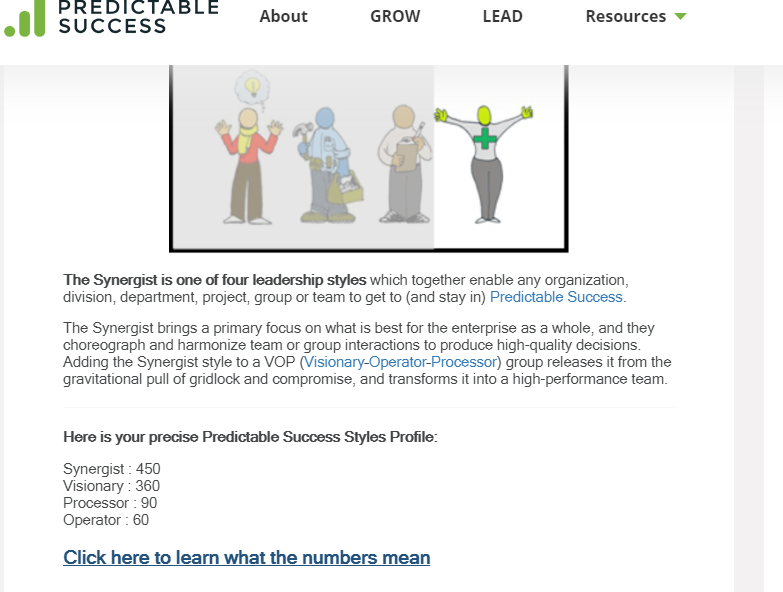 PREDICTABLE
SUCCESS
About GROW LEAD Resources
The Synergist is one of four leadership styles which together enable any organization,
division, department, project, group or team to get to (and stay in) Predictable Success.
The Synergist brings a primary focus on what is best for the enterprise as a whole, and they
choreograph and harmonize team or group interactions to produce high-quality decisions.
Adding the Synergist style to a VOP (Visionary-Operator-Processor) group releases it from the
gravitational pull of gridlock and compromise, and transforms it into a high-performance team.
Here is your precise Predictable Success Styles Profile:
Synergist : 450
Visionary : 360
Processor : 90
Operator : 60
Click here to learn what the numbers mean